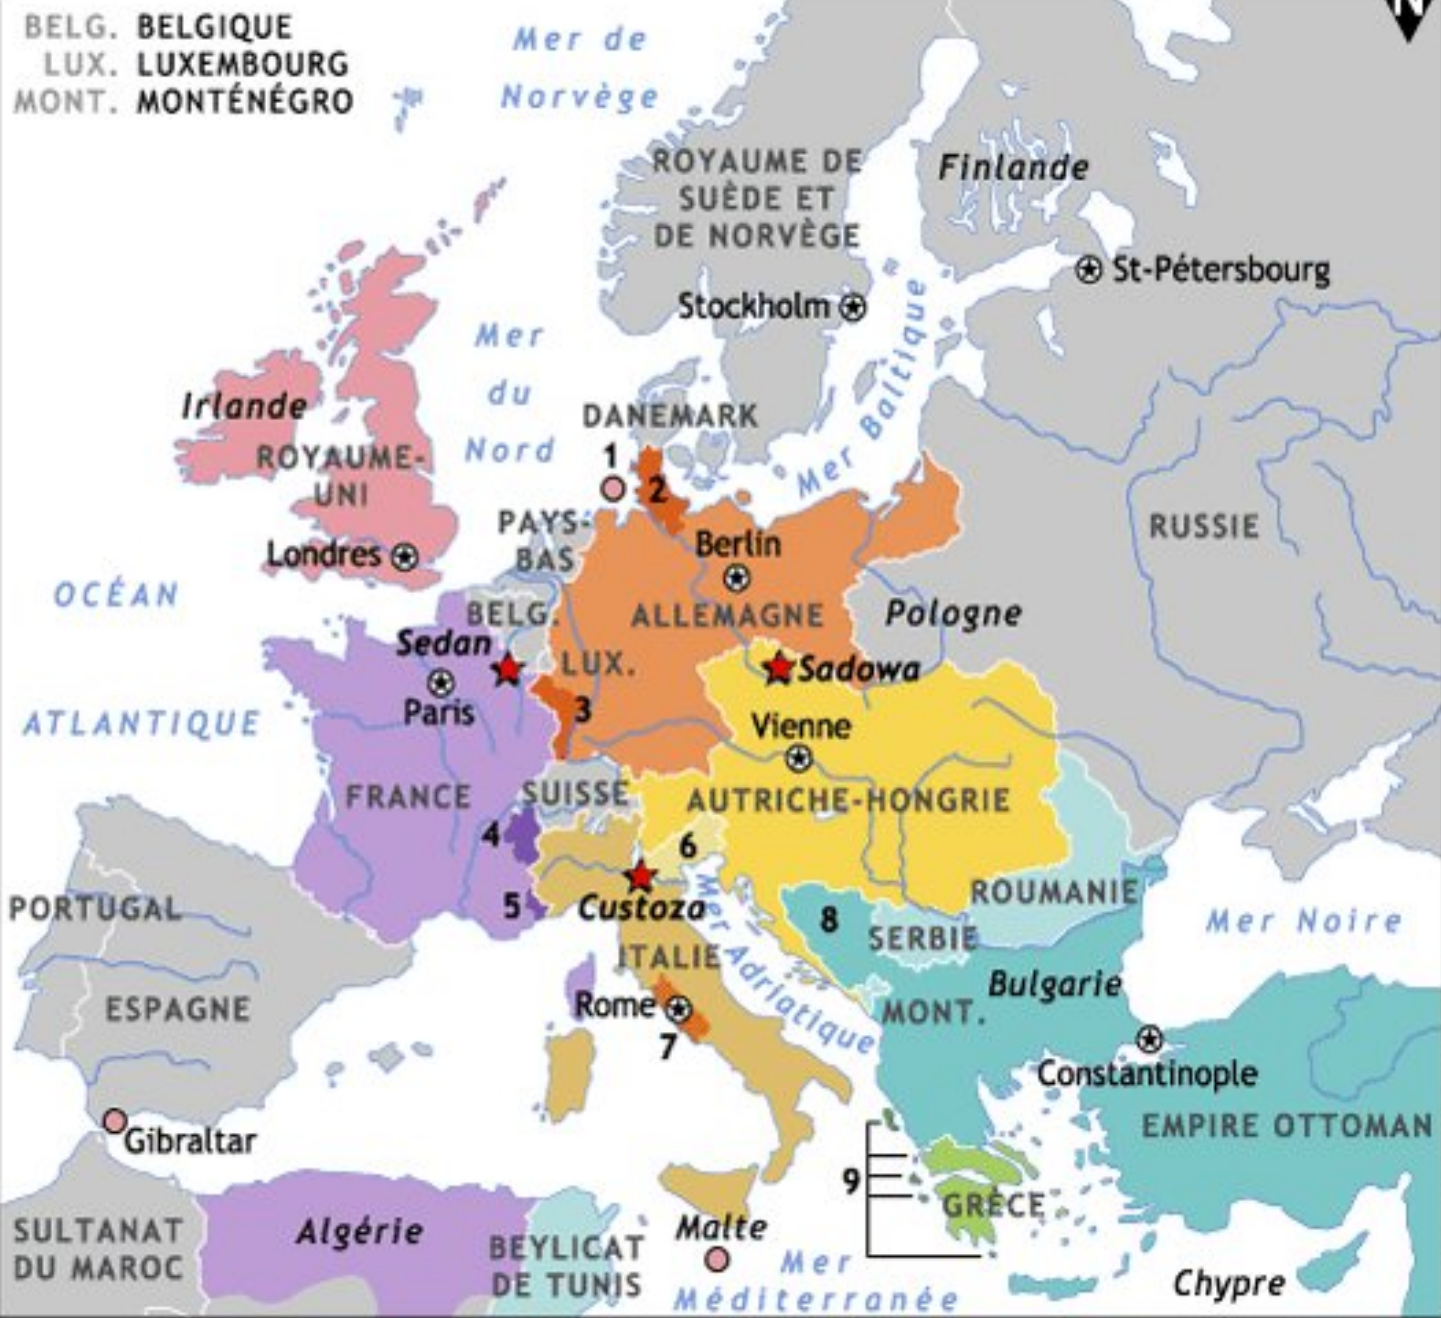 N
BELG. BELGIQUE
LUX. LUXEMBOURG
MONT. MONTÉNÉGRO
Mer de
Norvège
ROYAUME DE
SUÈDE ET
DE NORVÈGE
Finlande
St-Pétersbourg
Stockholm
Mer
du
Nord
Mer Baltique
Irlande
ROYAUME-
UNI
Londres
DANEMARK
1
2
PAYS-
BAS
Berlin
RUSSIE
OCÉAN
ATLANTIQUE
BELG.
ALLEMAGNE
Pologne
Sedan
LUX.
Sadowa
Paris
3
Vienne
FRANCE
SUISSE
AUTRICHE-HONGRIE
4
6
5
Custoza
PORTUGAL
ESPAGNE
8
ROUMANIE
SERBIE
Mer Noire
ITALIE
Mer Adriatique
Bulgarie
MONT.
Rome
7
Constantinople
EMPIRE OTTOMAN
Gibraltar
9
GRÈCE
SULTANAT
DU MAROC
Algérie
BEYLICAT
DE TUNIS
Malte
Mer
Méditerranée
Chypre